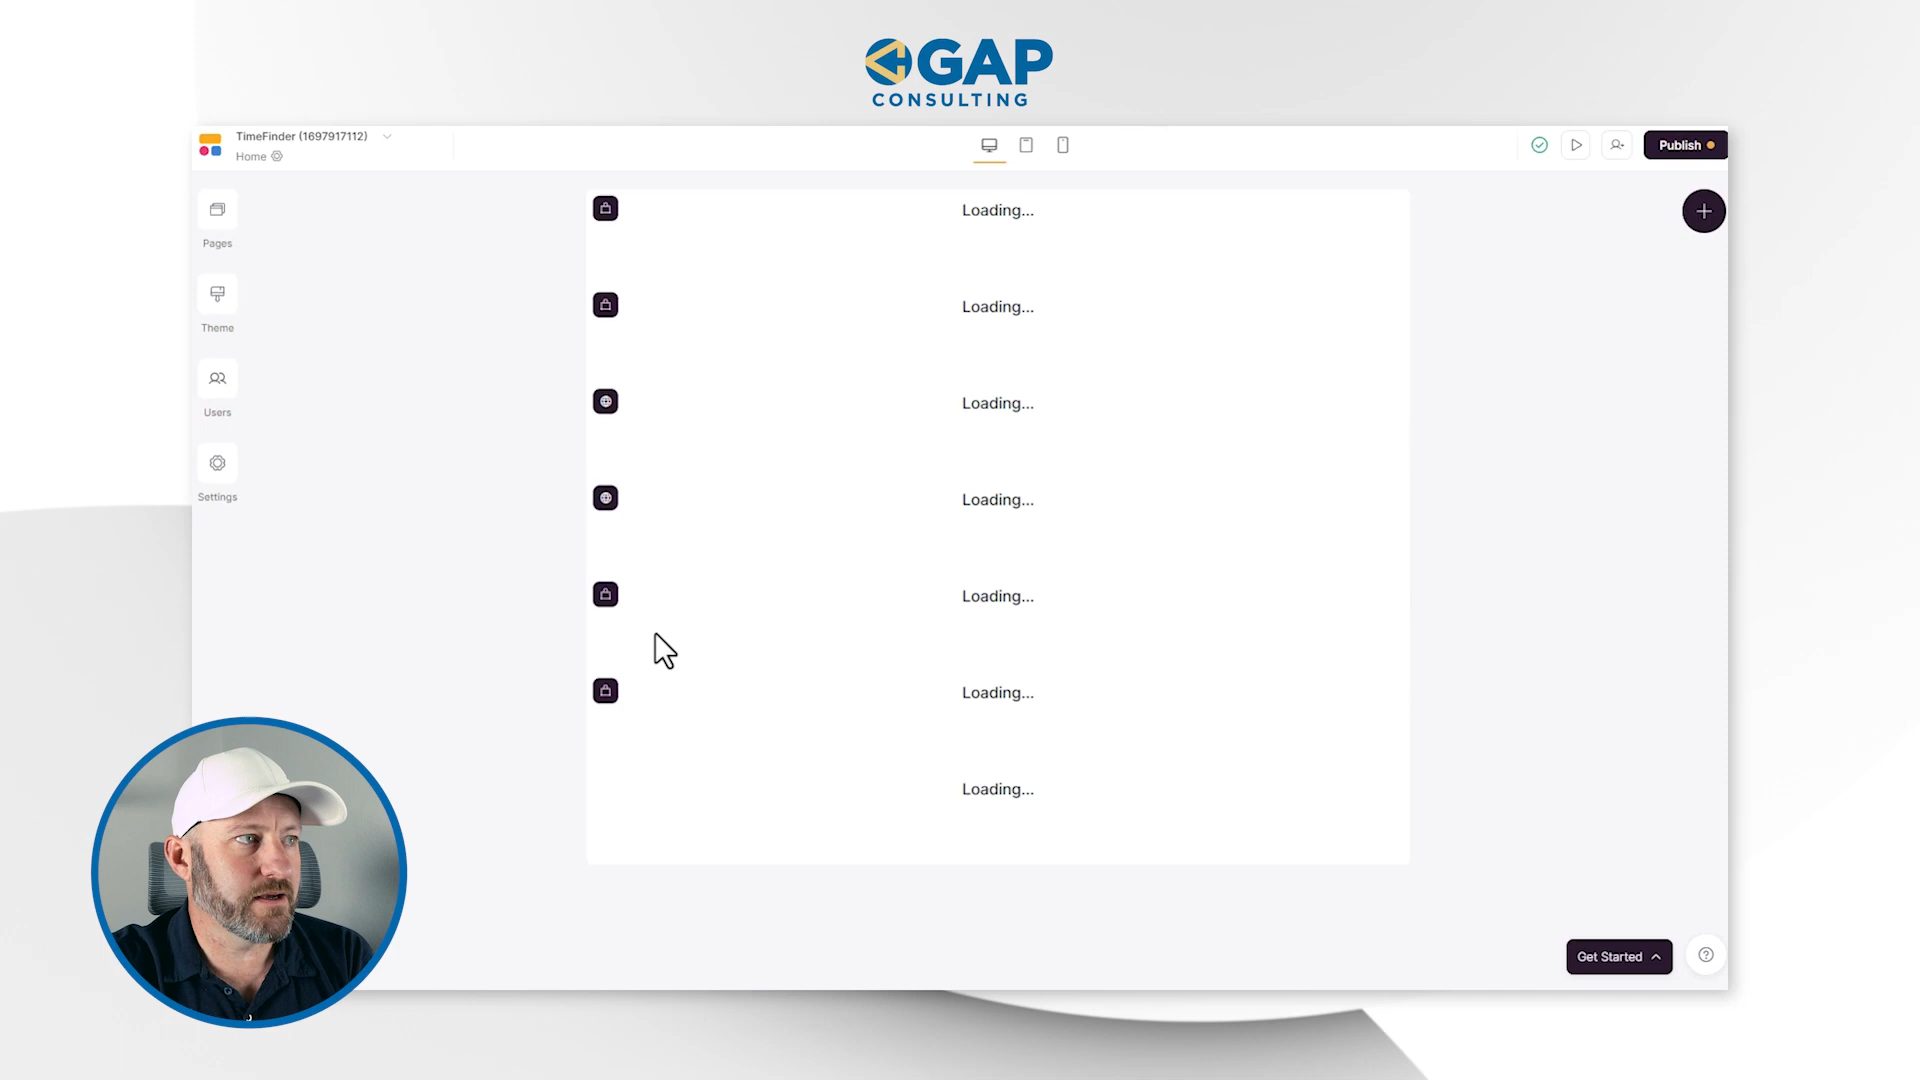 GAP
CONSULTING
TimeFinder (1697917112)
Home
Publish
Pages
Theme
Users
Settings
Loading...
Loading...
Loading...
Loading...
Loading...
Loading...
Loading...
Get Started